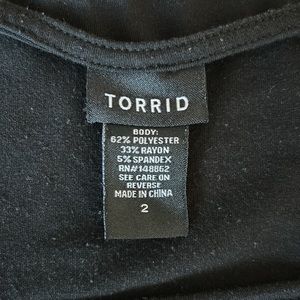 TORRID
BODY:
62% POLYESTER
33% RAYON
5% SPANDEX
RN#148862
SEE CARE ON
REVERSE
MADE IN CHINA
2